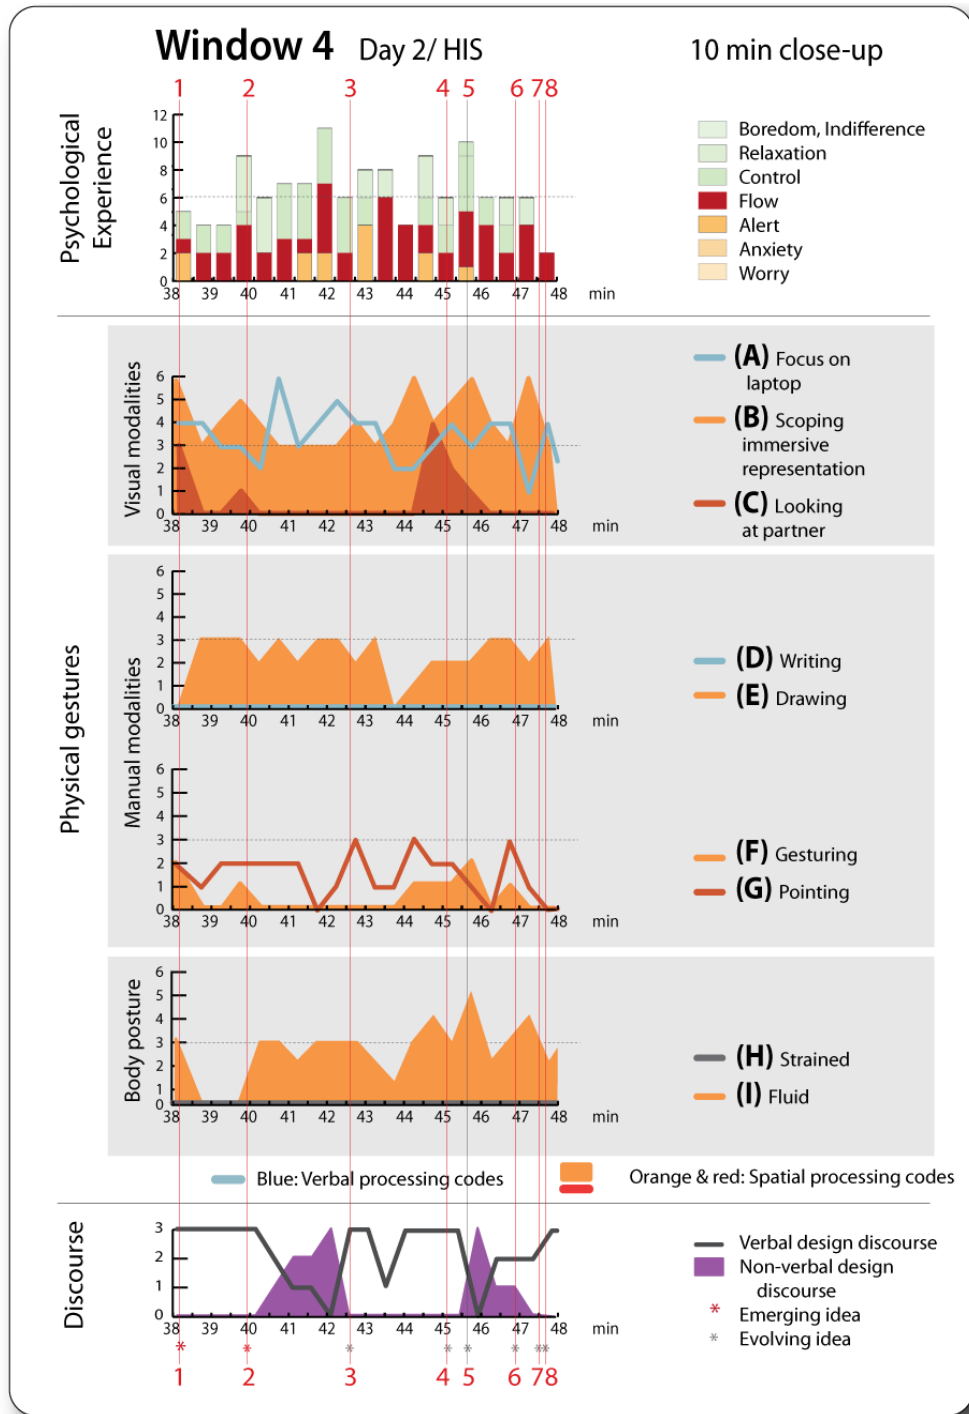 Window 4 Day 2/ HIS 10 min close-up
1 2 3 4 5 6 7 8
Psychological
Experience
12
10
8
6
4
2
0
38 39 40 41 42 43 44 45 46 47 48 min
Boredom, Indifference
Relaxation
Control
Flow
Alert
Anxiety
Worry
Physical gestures
Visual modalities
6
5
4
3
2
1
0
38 39 40 41 42 43 44 45 46 47 48 min
(A) Focus on
laptop
(B) Scoping
immersive
representation
(C) Looking
at partner
Manual modalities
6
5
4
3
2
1
0
38 39 40 41 42 43 44 45 46 47 48 min
(D) Writing
(E) Drawing
6
5
4
3
2
1
0
38 39 40 41 42 43 44 45 46 47 48 min
(F) Gesturing
(G) Pointing
Body posture
6
5
4
3
2
1
0
38 39 40 41 42 43 44 45 46 47 48 min
(H) Strained
(I) Fluid
Blue: Verbal processing codes Orange & red: Spatial processing codes
Discourse
3
2
1
0
38 39 40 41 42 43 44 45 46 47 48 min
Verbal design discourse
Non-verbal design
discourse
* Emerging idea
* Evolving idea
* * * * * * * *
1 2 3 4 5 6 7 8